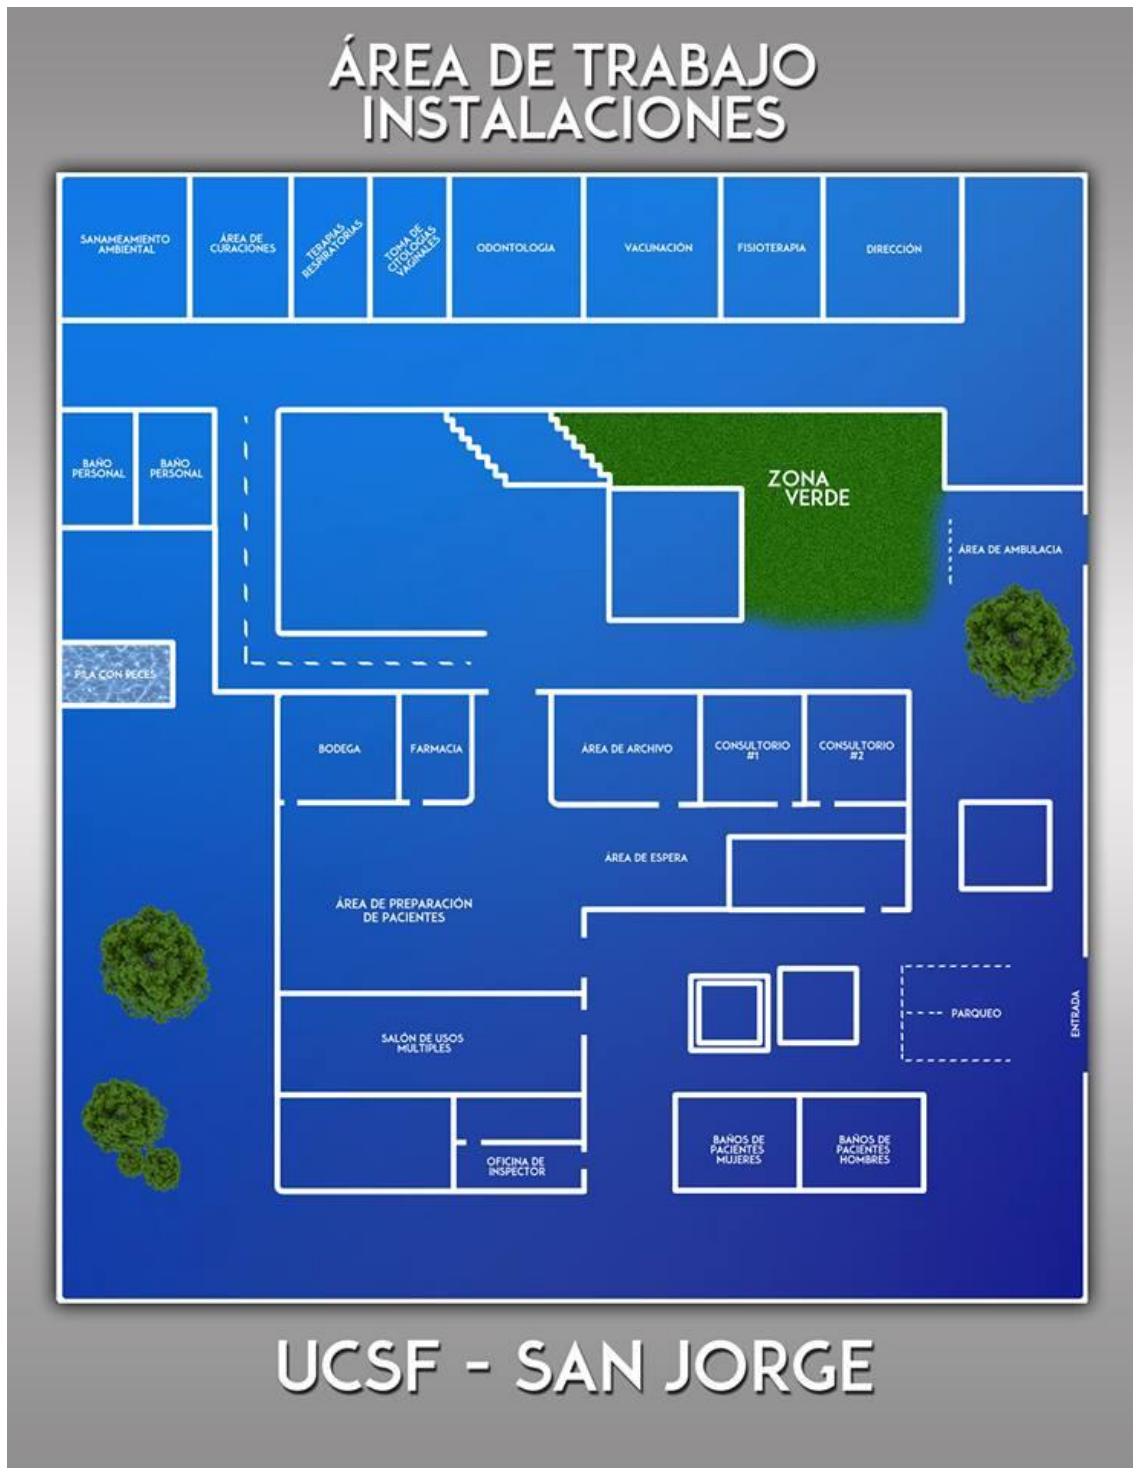 ÁREA DE TRABAJO
INSTALACIONES
SANAMEAMIENTO
AMBIENTAL
ÁREA DE
CURACIONES
TERAPIAS
RESPIRATORIAS
TOMA DE
CITOLOGIAS
VAGINALES
ODONTOLOGIA
VACUNACIÓN
FISIOTERAPIA
DIRECCIÓN
BAÑO
PERSONAL
BAÑO
PERSONAL
ZONA
VERDE
ÁREA DE AMBULACIA
PILA CON PECES
BODEGA
FARMACIA
ÁREA DE ARCHIVO
CONSULTORIO
#1
CONSULTORIO
#2
ÁREA DE ESPERA
ÁREA DE PREPARACIÓN
DE PACIENTES
SALÓN DE USOS
MULTIPLES
PARQUEO
ENTRADA
OFICINA DE
INSPECTOR
BAÑOS DE
PACIENTES
MUJERES
BAÑOS DE
PACIENTES
HOMBRES
UCSF - SAN JORGE